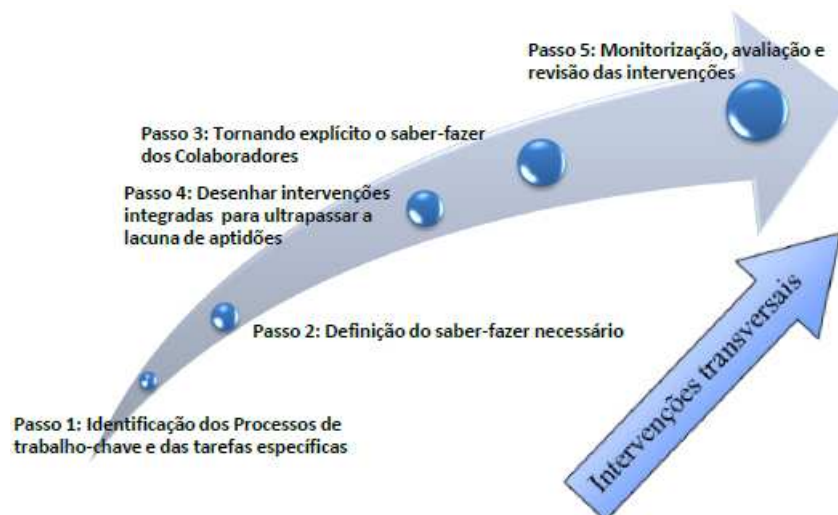 Passo 5: Monitorização, avaliação e
revisão das intervenções
Passo 3: Tornando explícito o saber-fazer
dos Colaboradores
Passo 4: Desenhar intervenções
integradas para ultrapassar a
lacuna de aptidões
Passo 2: Definição do saber-fazer necessário
Passo 1: Identificação dos Processos de
trabalho-chave e das tarefas específicas
Intervenções transversais